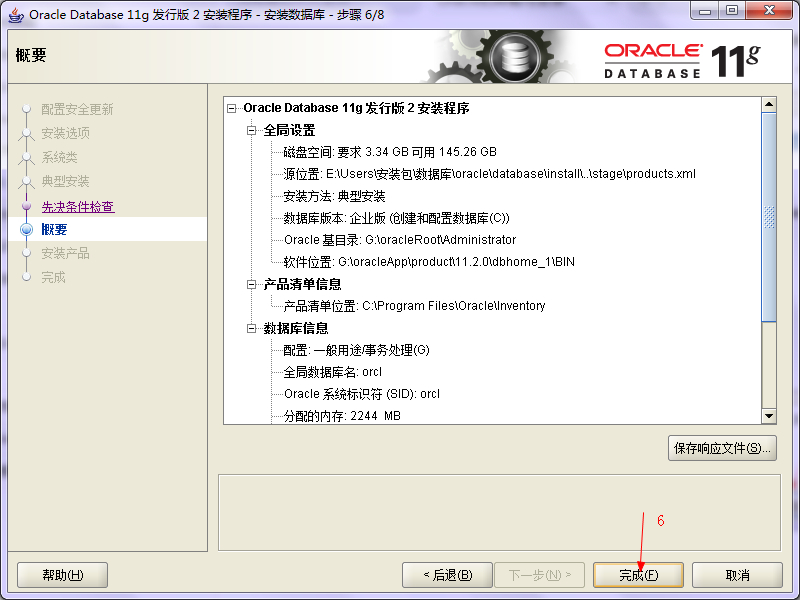 Oracle Database 11g 发行版 2 安装程序 - 安装数据库 - 步骤 6/8
概要
ORACLE
DATABASE 11g
配置安全更新
安装选项
系统类
典型安装
先决条件检查
概要
安装产品
完成
Oracle Database 11g 发行版 2 安装程序
全局设置
磁盘空间: 要求 3.34 GB 可用 145.26 GB
源位置: E:\Users\安装包\数据库\oracle\database\install\..\stage\products.xml
安装方法: 典型安装
数据库版本: 企业版 (创建和配置数据库(C))
Oracle 基目录: G:\oracleRoot\Administrator
软件位置: G:\oracleApp\product\11.2.0\dbhome_1\BIN
产品清单信息
产品清单位置: C:\Program Files\Oracle\Inventory
数据库信息
配置: 一般用途/事务处理(G)
全局数据库名: orcl
Oracle 系统标识符 (SID): orcl
分配的内存: 2244 MB
保存响应文件(S)...
6
帮助(H)
< 后退(B)
下一步(N) >
完成(F)
取消